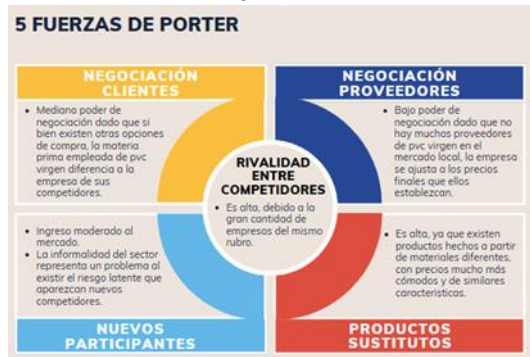 5 FUERZAS DE PORTER
NEGOCIACIÓN
CLIENTES
• Mediano poder de
negociación dado que si
bien existen otras opciones
de compra, la materia
prima empleada de pvc
virgen diferencia a la
empresa de sus
competidores.
NEGOCIACIÓN
PROVEEDORES
• Bajo poder de
negociación dado que no
hay muchos proveedores
de pvc virgen en el
mercado local, la empresa
se ajusta a los precios
finales que ellos
establezcan.
RIVALIDAD
ENTRE
COMPETIDORES
• Es alta, debido a la
gran cantidad de
empresas del mismo
rubro.
• Ingreso moderado al
mercado.
• La informalidad del sector
representa un problema al
existir el riesgo latente que
aparezcan nuevos
competidores.
NUEVOS
PARTICIPANTES
• Es alta, ya que existen
productos hechos a partir
de materiales diferentes,
con precios mucho más
cómodos y de similares
características.
PRODUCTOS
SUSTITUTOS